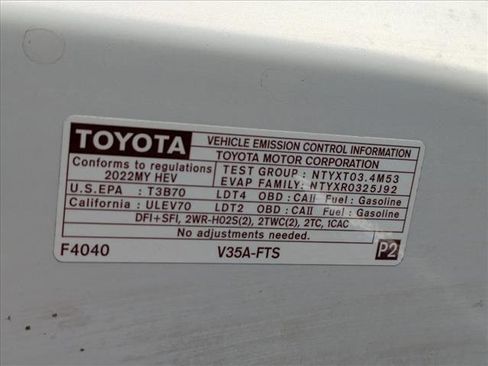 TOYOTA VEHICLE EMISSION CONTROL INFORMATION
TOYOTA MOTOR CORPORATION
Conforms to regulations TEST GROUP : NTYXT03.4M53
2022MY HEV EVAP FAMILY: NTYXR0325J92
U.S.EPA : T3B70 LDT4 OBD : CAⅡ Fuel : Gasoline
California : ULEV70 LDT2 OBD : CAⅡ Fuel : Gasoline
DFI+SFI, 2WR-HO2S(2), 2TWC(2), 2TC, 1CAC
No adjustments needed.
F4040 V35A-FTS P2